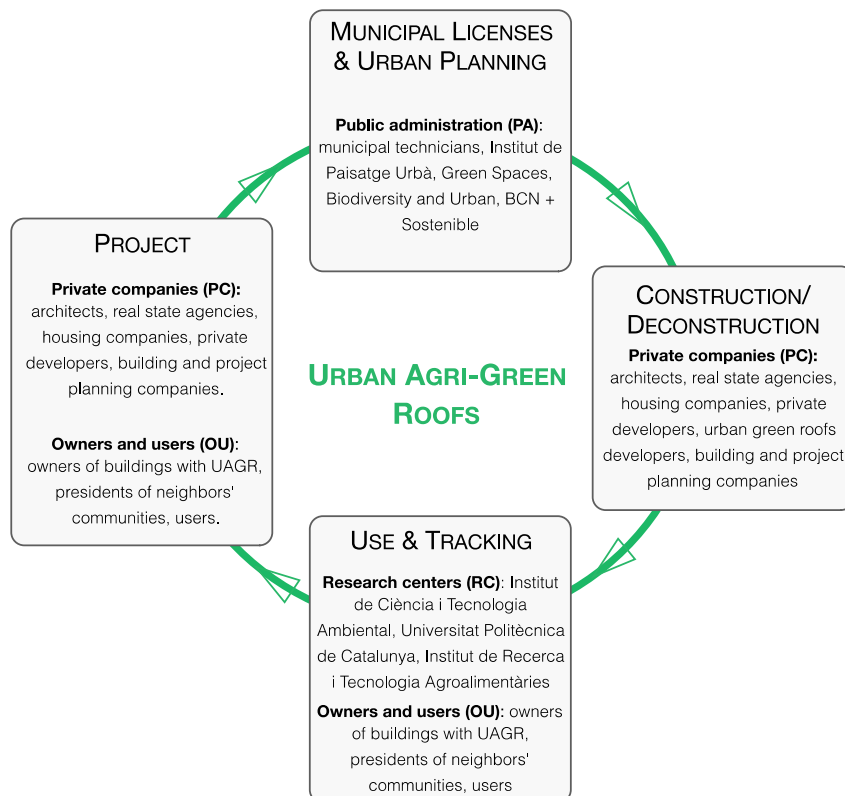 MUNICIPAL LICENSES
& URBAN PLANNING
Public administration (PA):
municipal technicians, Institut de
Paisatge Urbà, Green Spaces,
Biodiversity and Urban, BCN +
Sostenible
PROJECT
Private companies (PC):
architects, real state agencies,
housing companies, private
developers, building and project
planning companies.
Owners and users (OU):
owners of buildings with UAGR,
presidents of neighbors'
communities, users.
URBAN AGRI-GREEN
ROOFS
CONSTRUCTION/
DECONSTRUCTION
Private companies (PC):
architects, real state agencies,
housing companies, private
developers, urban green roofs
developers, building and project
planning companies
USE & TRACKING
Research centers (RC): Institut
de Ciència i Tecnologia
Ambiental, Universitat Politècnica
de Catalunya, Institut de Recerca
i Tecnologia Agroalimentàries
Owners and users (OU): owners
of buildings with UAGR,
presidents of neighbors'
communities, users